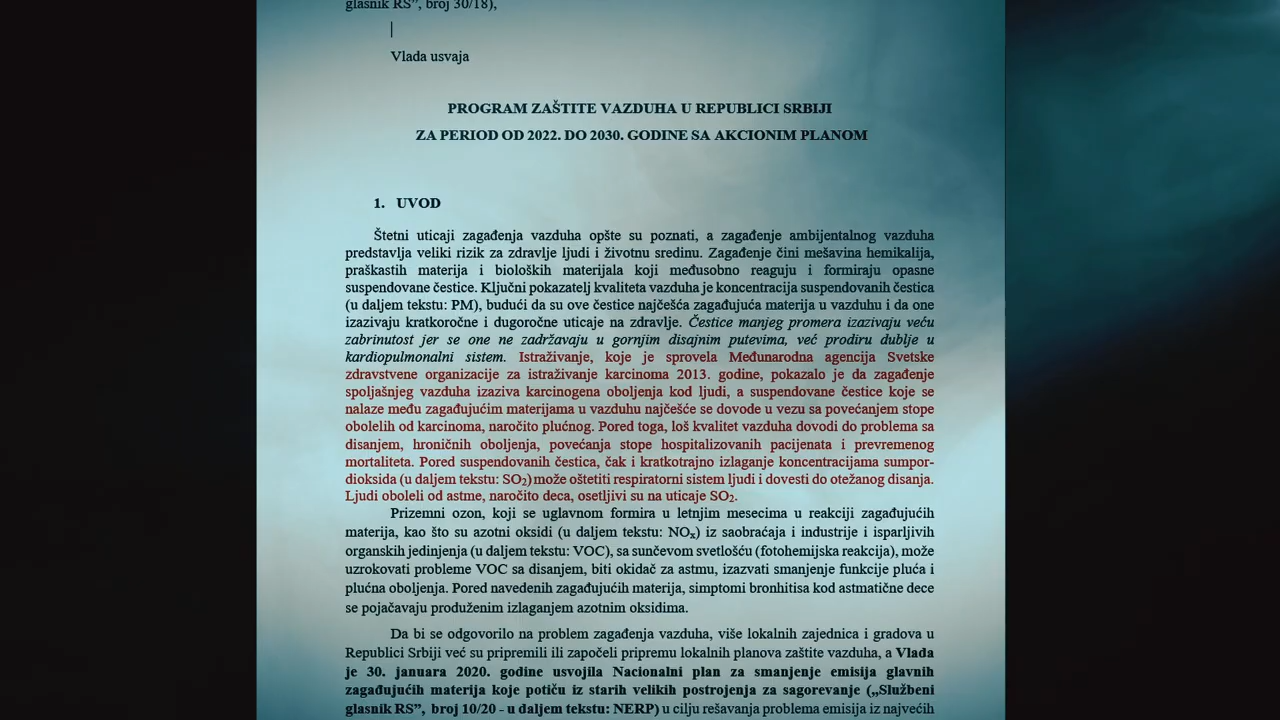 glasnik RS”, broj 30/18),
Vlada usvaja
PROGRAM ZAŠTITE VAZDUHA U REPUBLICI SRBIJI
ZA PERIOD OD 2022. DO 2030. GODINE SA AKCIONIM PLANOM
1. UVOD
Štetni uticaji zagađenja vazduha opšte su poznati, a zagađenje ambijentalnog vazduha
predstavlja veliki rizik za zdravlje ljudi i životnu sredinu. Zagađenje čini mešavina hemikalija,
praškastih materija i bioloških materijala koji međusobno reaguju i formiraju opasne
suspendovane čestice. Ključni pokazatelj kvaliteta vazduha je koncentracija suspendovanih čestica
(u daljem tekstu: PM), budući da su ove čestice najčešća zagađujuća materija u vazduhu i da one
izazivaju kratkoročne i dugoročne uticaje na zdravlje. Čestice manjeg promera izazivaju veću
zabrinutost jer se one ne zadržavaju u gornjim disajnim putevima, već prodiru dublje u
kardiopulmonalni sistem. Istraživanje, koje je sprovela Međunarodna agencija Svetske
zdravstvene organizacije za istraživanje karcinoma 2013. godine, pokazalo je da zagađenje
spoljašnjeg vazduha izaziva karcinogena oboljenja kod ljudi, a suspendovane čestice koje se
nalaze među zagađujućim materijama u vazduhu najčešće se dovode u vezu sa povećanjem stope
obolelih od karcinoma, naročito plućnog. Pored toga, loš kvalitet vazduha dovodi do problema sa
disanjem, hroničnih oboljenja, povećanja stope hospitalizovanih pacijenata i prevremenog
mortaliteta. Pored suspendovanih čestica, čak i kratkotrajno izlaganje koncentracijama sumpor-
dioksida (u daljem tekstu: SO₂) može oštetiti respiratorni sistem ljudi i dovesti do otežanog disanja.
Ljudi oboleli od astme, naročito deca, osetljivi su na uticaje SO₂.
Prizemni ozon, koji se uglavnom formira u letnjim mesecima u reakciji zagađujućih
materija, kao što su azotni oksidi (u daljem tekstu: NOₓ) iz saobraćaja i industrije i isparljivih
organskih jedinjenja (u daljem tekstu: VOC), sa sunčevom svetlošću (fotohemijska reakcija), može
uzrokovati probleme VOC sa disanjem, biti okidač za astmu, izazvati smanjenje funkcije pluća i
plućna oboljenja. Pored navedenih zagađujućih materija, simptomi bronhitisa kod astmatične dece
se pojačavaju produženim izlaganjem azotnim oksidima.
Da bi se odgovorilo na problem zagađenja vazduha, više lokalnih zajednica i gradova u
Republici Srbiji već su pripremili ili započeli pripremu lokalnih planova zaštite vazduha, a Vlada
je 30. januara 2020. godine usvojila Nacionalni plan za smanjenje emisija glavnih
zagađujućih materija koje potiču iz starih velikih postrojenja za sagorevanje („Službeni
glasnik RS”, broj 10/20 - u daljem tekstu: NERP) u cilju rešavanja problema emisija iz najvećih